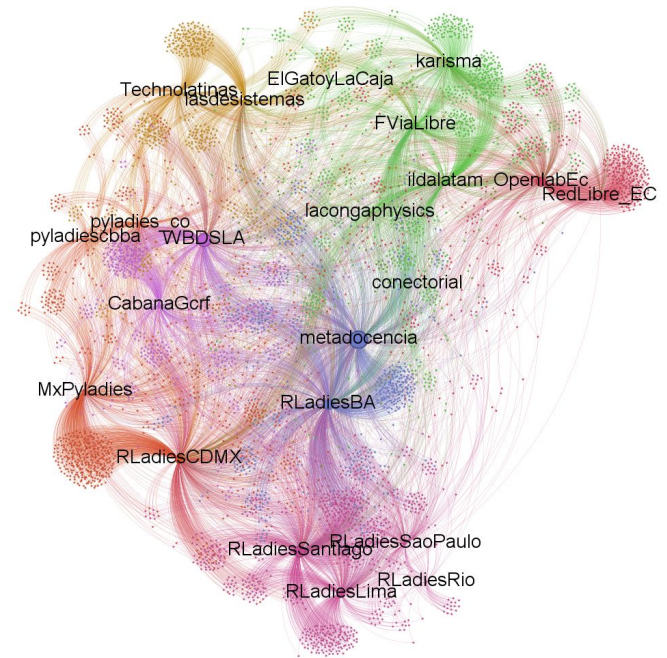 karisma
ElGatoyLaCaja
Technolatinas
lasdesistemas
FViaLibre
ildalatam
OpenlabEc
RedLibre_EC
lacongaphysics
pyladies_co
pyladiescbba
WBDSLA
conectorial
CabanaGcrf
metadocencia
MxPyladies
RLadiesBA
RLadiesCDMX
RLadiesSaoPaulo
RLadiesSantiago
RLadiesRio
RLadiesLima